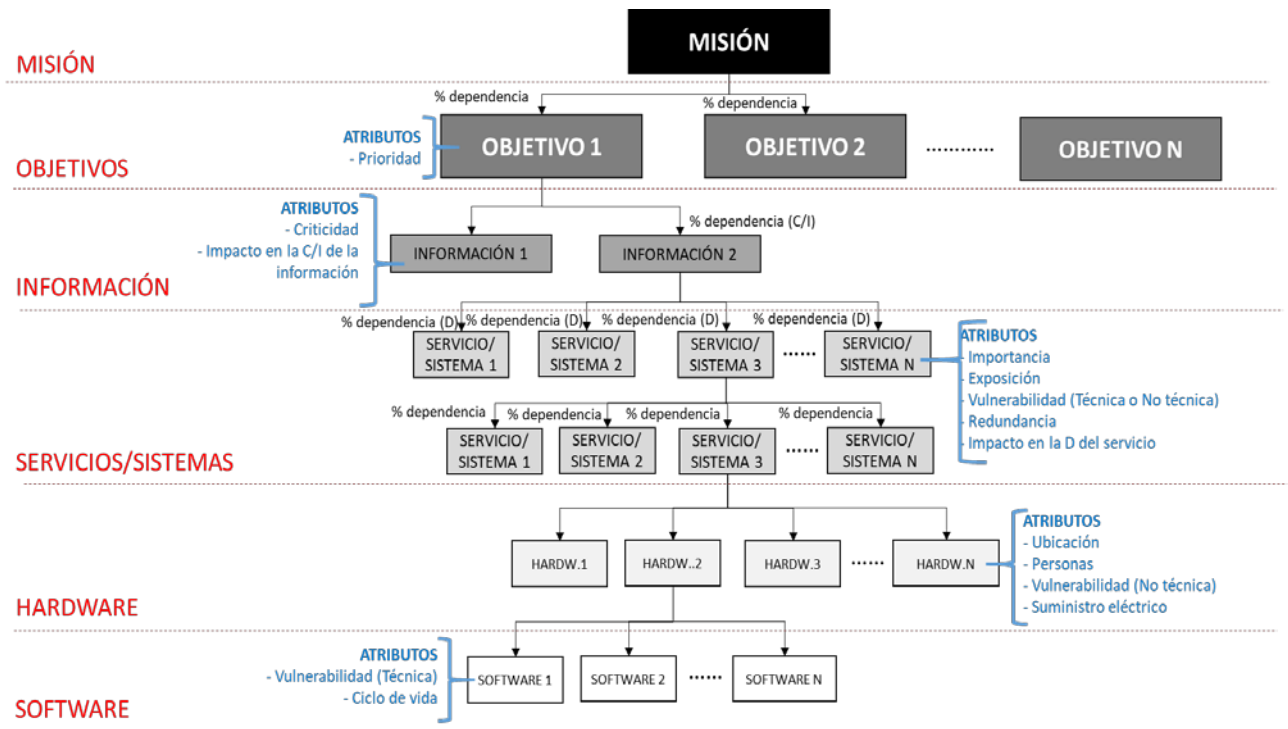 MISIÓN
MISIÓN
% dependencia
% dependencia
ATRIBUTOS
- Prioridad
OBJETIVO 1
OBJETIVO 2
............
OBJETIVO N
OBJETIVOS
ATRIBUTOS
- Criticidad
- Impacto en la C/I de la
información
% dependencia (C/I)
INFORMACIÓN 1
INFORMACIÓN 2
INFORMACIÓN
% dependencia (D)
% dependencia (D)
% dependencia (D)
% dependencia (D)
SERVICIO/
SISTEMA 1
SERVICIO/
SISTEMA 2
SERVICIO/
SISTEMA 3
......
SERVICIO/
SISTEMA N
ATRIBUTOS
- Importancia
- Exposición
- Vulnerabilidad (Técnica o No técnica)
- Redundancia
- Impacto en la D del servicio
% dependencia
% dependencia
% dependencia
% dependencia
SERVICIO/
SISTEMA 1
SERVICIO/
SISTEMA 2
SERVICIO/
SISTEMA 3
......
SERVICIO/
SISTEMA N
SERVICIOS/SISTEMAS
HARDW.1
HARDW..2
HARDW.3
......
HARDW.N
ATRIBUTOS
- Ubicación
- Personas
- Vulnerabilidad (No técnica)
- Suministro eléctrico
HARDWARE
ATRIBUTOS
- Vulnerabilidad (Técnica)
- Ciclo de vida
SOFTWARE 1
SOFTWARE 2
......
SOFTWARE N
SOFTWARE